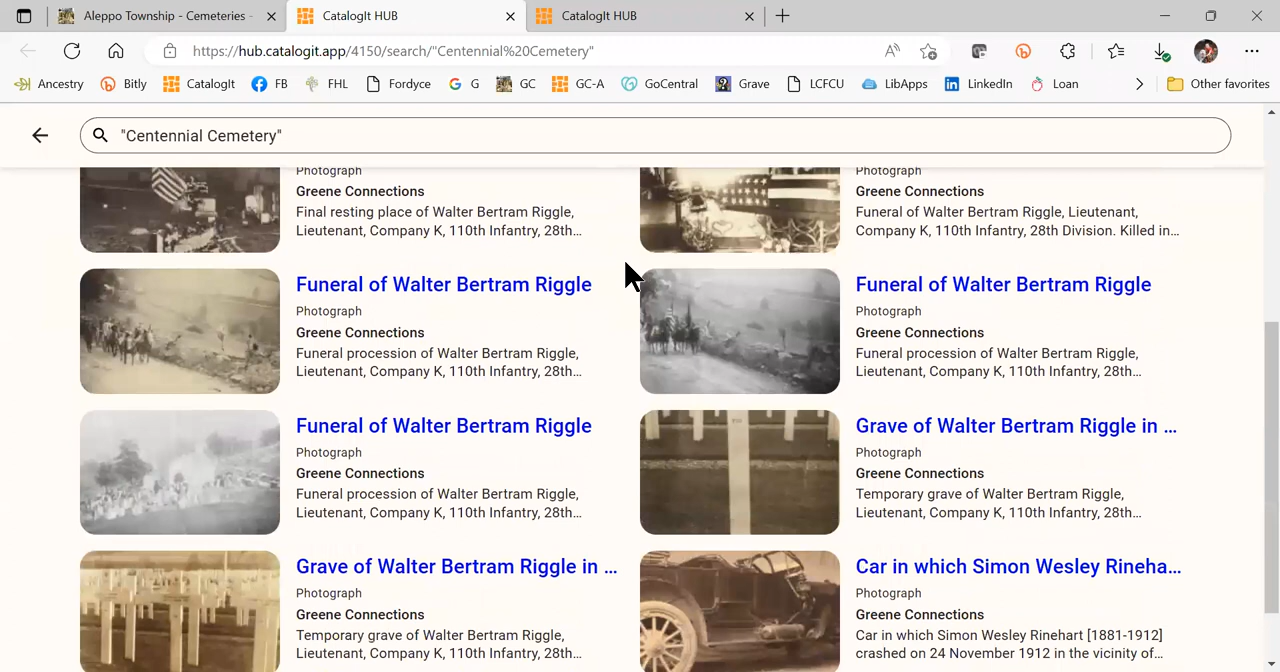 Aleppo Township - Cemeteries -
CatalogIt HUB
CatalogIt HUB
https://hub.catalogit.app/4150/search/"Centennial%20Cemetery"
Ancestry Bitly CatalogIt FB FHL Fordyce G GC GC-A GoCentral Grave LCFCU LibApps LinkedIn Loan Other favorites
"Centennial Cemetery"
Photograph
Greene Connections
Final resting place of Walter Bertram Riggle,
Lieutenant, Company K, 110th Infantry, 28th...
Photograph
Greene Connections
Funeral of Walter Bertram Riggle, Lieutenant,
Company K, 110th Infantry, 28th Division. Killed in...
Funeral of Walter Bertram Riggle
Photograph
Greene Connections
Funeral procession of Walter Bertram Riggle,
Lieutenant, Company K, 110th Infantry, 28th...
Funeral of Walter Bertram Riggle
Photograph
Greene Connections
Funeral procession of Walter Bertram Riggle,
Lieutenant, Company K, 110th Infantry, 28th...
Funeral of Walter Bertram Riggle
Photograph
Greene Connections
Funeral procession of Walter Bertram Riggle,
Lieutenant, Company K, 110th Infantry, 28th...
Grave of Walter Bertram Riggle in ...
Photograph
Greene Connections
Temporary grave of Walter Bertram Riggle,
Lieutenant, Company K, 110th Infantry, 28th...
Grave of Walter Bertram Riggle in ...
Photograph
Greene Connections
Temporary grave of Walter Bertram Riggle,
Lieutenant, Company K, 110th Infantry, 28th...
Car in which Simon Wesley Rineha...
Photograph
Greene Connections
Car in which Simon Wesley Rinehart [1881-1912]
crashed on 24 November 1912 in the vicinity of...